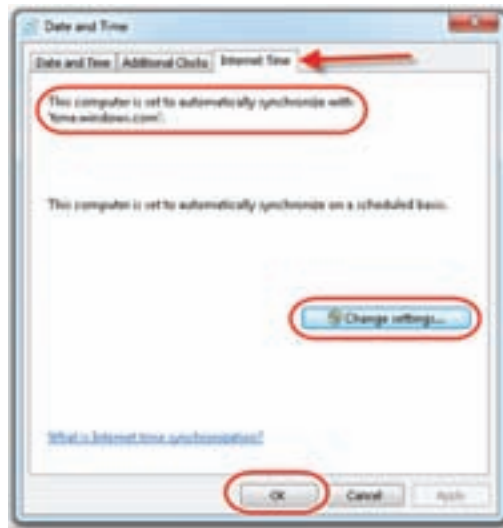 Date and Time
Date and Time Additional Clocks Internet Time
This computer is set to automatically synchronize with
'time.windows.com'.
This computer is set to automatically synchronize on a scheduled basis.
Change settings...
What is Internet time synchronization?
OK Cancel Apply